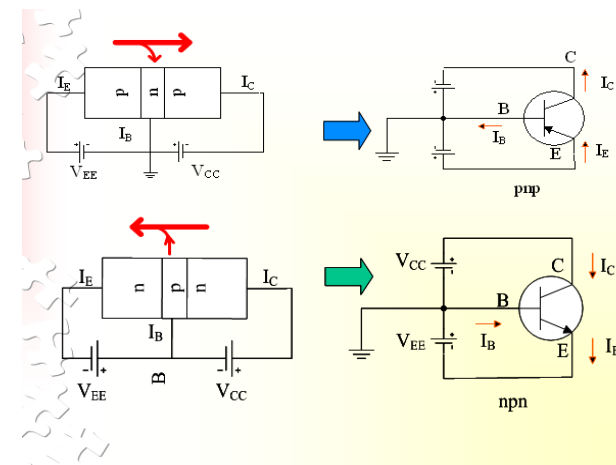 I_E p n p I_C
I_B
V_EE V_CC
C
I_C
B
I_B
E I_E
pnp
I_E n p n I_C
I_B
V_EE B V_CC
V_CC C I_C
B
V_EE I_B E
npn